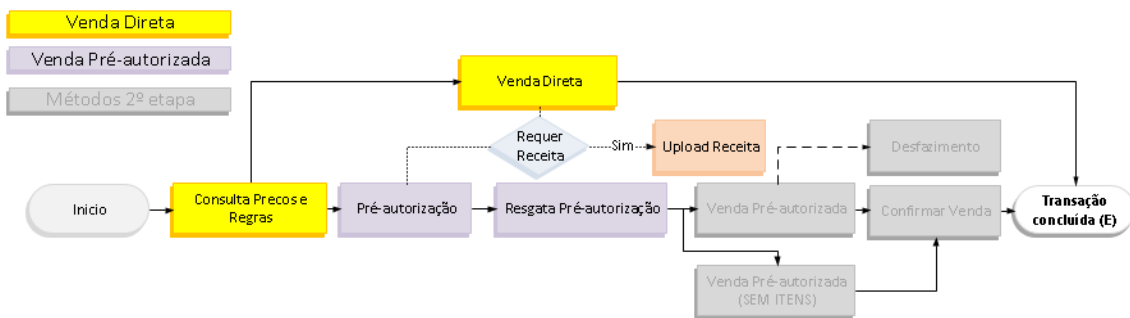 Venda Direta
Venda Pré-autorizada
Métodos 2º etapa
Venda Direta
Requer
Receita
Sim
Upload Receita
Desfazimento
Inicio
Consulta Precos e
Regras
Pré-autorização
Resgata Pré-autorização
Venda Pré-autorizada
Confirmar Venda
Transação
concluída (E)
Venda Pré-autorizada
(SEM ITENS)